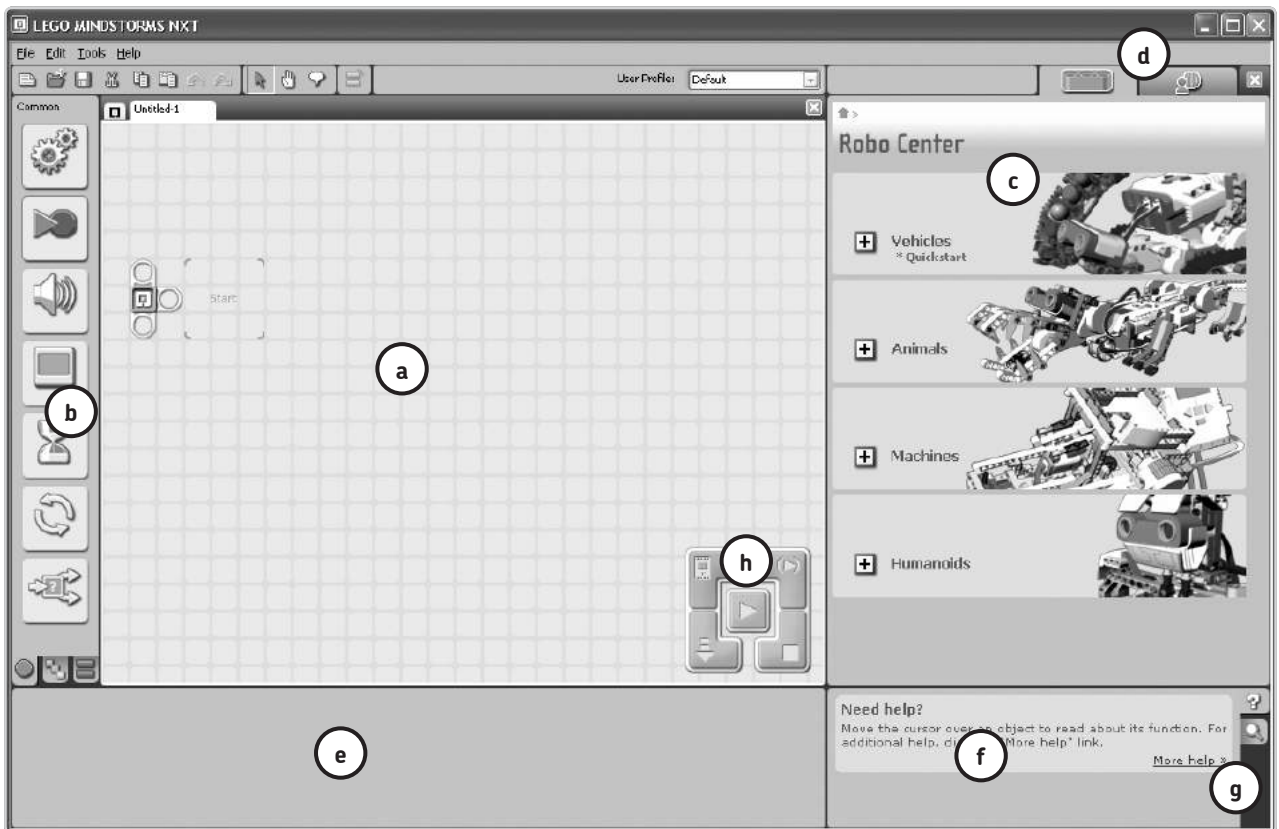 LEGO MINDSTORMS NXT
File Edit Tools Help
d
User Profile: Default
Common
Untitled-1
Robo Center
c
Vehicles
* Quickstart
Start
Animals
a
b
Machines
h
Humanoids
Need help?
Move the cursor over an object to read about its function. For
additional help, "More help" link.
e
f
More help »
g